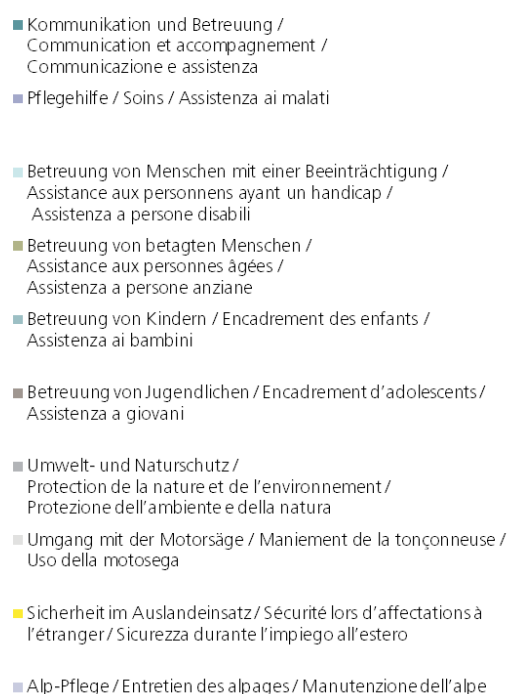 Kommunikation und Betreuung /
Communication et accompagnement /
Communicazione e assistenza
Pflegehilfe / Soins / Assistenza ai malati
Betreuung von Menschen mit einer Beeinträchtigung /
Assistance aux personnens ayant un handicap /
Assistenza a persone disabili
Betreuung von betagten Menschen /
Assistance aux personnes âgées /
Assistenza a persone anziane
Betreuung von Kindern / Encadrement des enfants /
Assistenza ai bambini
Betreuung von Jugendlichen / Encadrement d'adolescents /
Assistenza a giovani
Umwelt- und Naturschutz /
Protection de la nature et de l'environnement /
Protezione dell'ambiente e della natura
Umgang mit der Motorsäge / Maniement de la tonçonneuse /
Uso della motosega
Sicherheit im Auslandeinsatz / Sécurité lors d'affectations à
l'étranger / Sicurezza durante l'impiego all'estero
Alp-Pflege / Entretien des alpages / Manutenzione dell'alpe